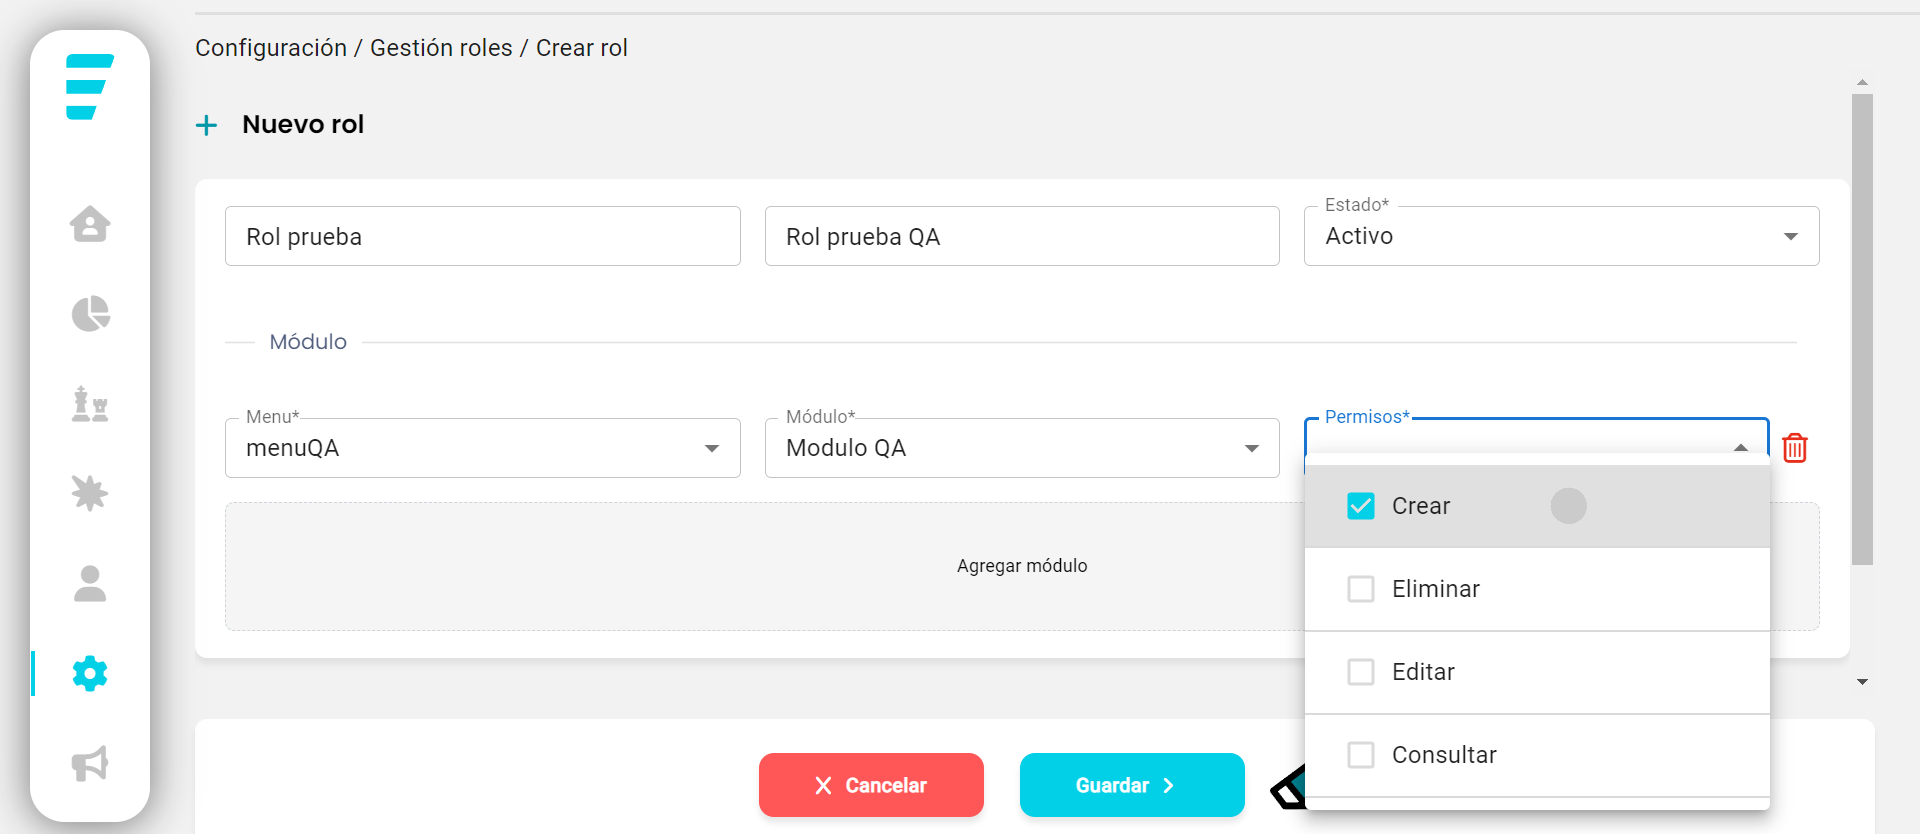 Configuración / Gestión roles / Crear rol
Nuevo rol
Rol prueba
Rol prueba QA
Estado*
Activo
Módulo
Menu*
menuQA
Módulo*
Modulo QA
Permisos*
Crear
Eliminar
Editar
Consultar
Agregar módulo
Cancelar
Guardar